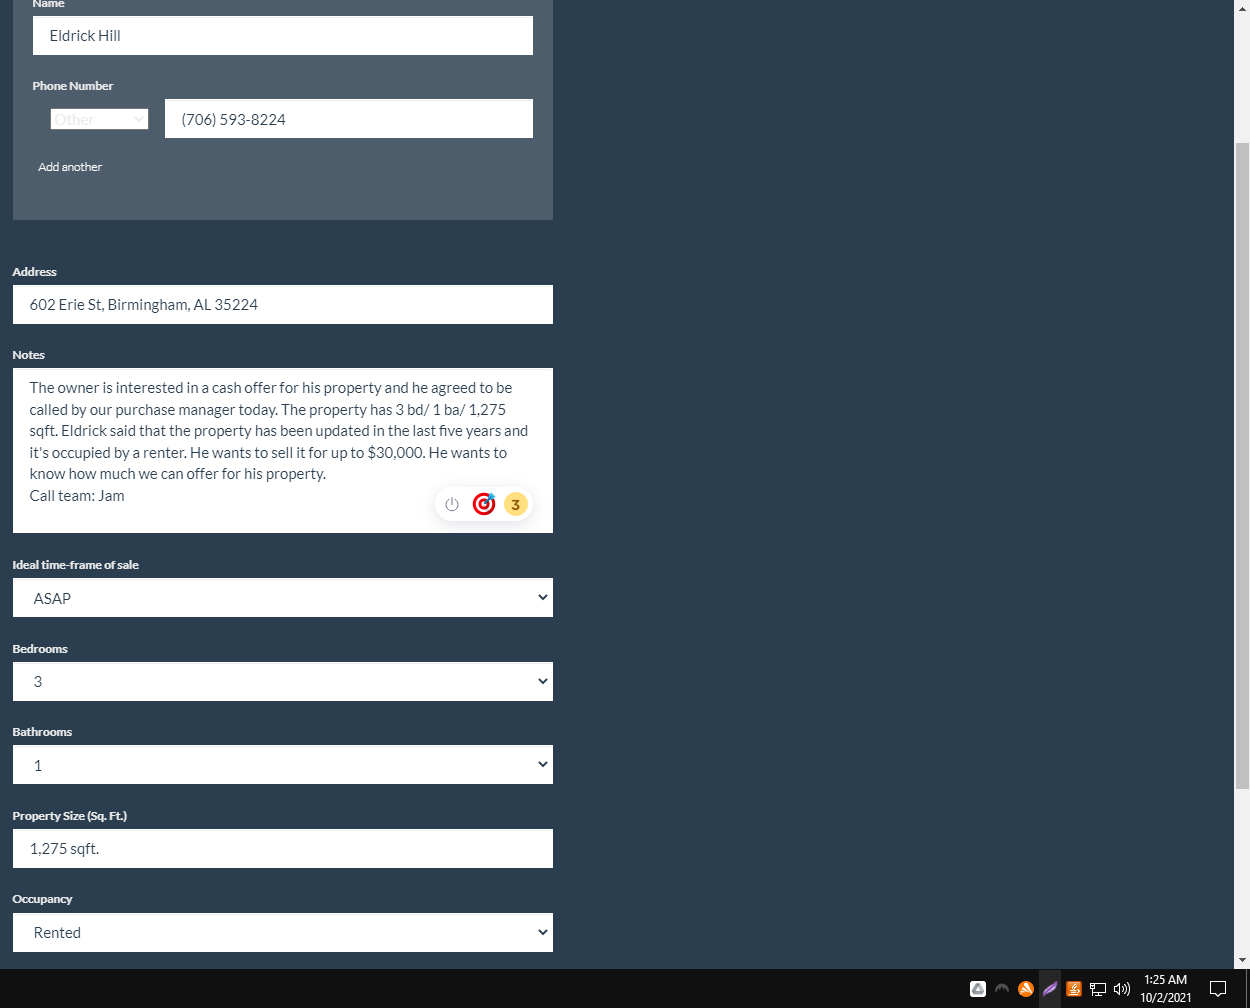 Name
Eldrick Hill
Phone Number
Other
(706) 593-8224
Add another
Address
602 Erie St, Birmingham, AL 35224
Notes
The owner is interested in a cash offer for his property and he agreed to be
called by our purchase manager today. The property has 3 bd/ 1 ba/ 1,275
sqft. Eldrick said that the property has been updated in the last five years and
it's occupied by a renter. He wants to sell it for up to $30,000. He wants to
know how much we can offer for his property.
Call team: Jam
3
Ideal time-frame of sale
ASAP
Bedrooms
3
Bathrooms
1
Property Size (Sq. Ft.)
1,275 sqft.
Occupancy
Rented
1:25 AM
10/2/2021